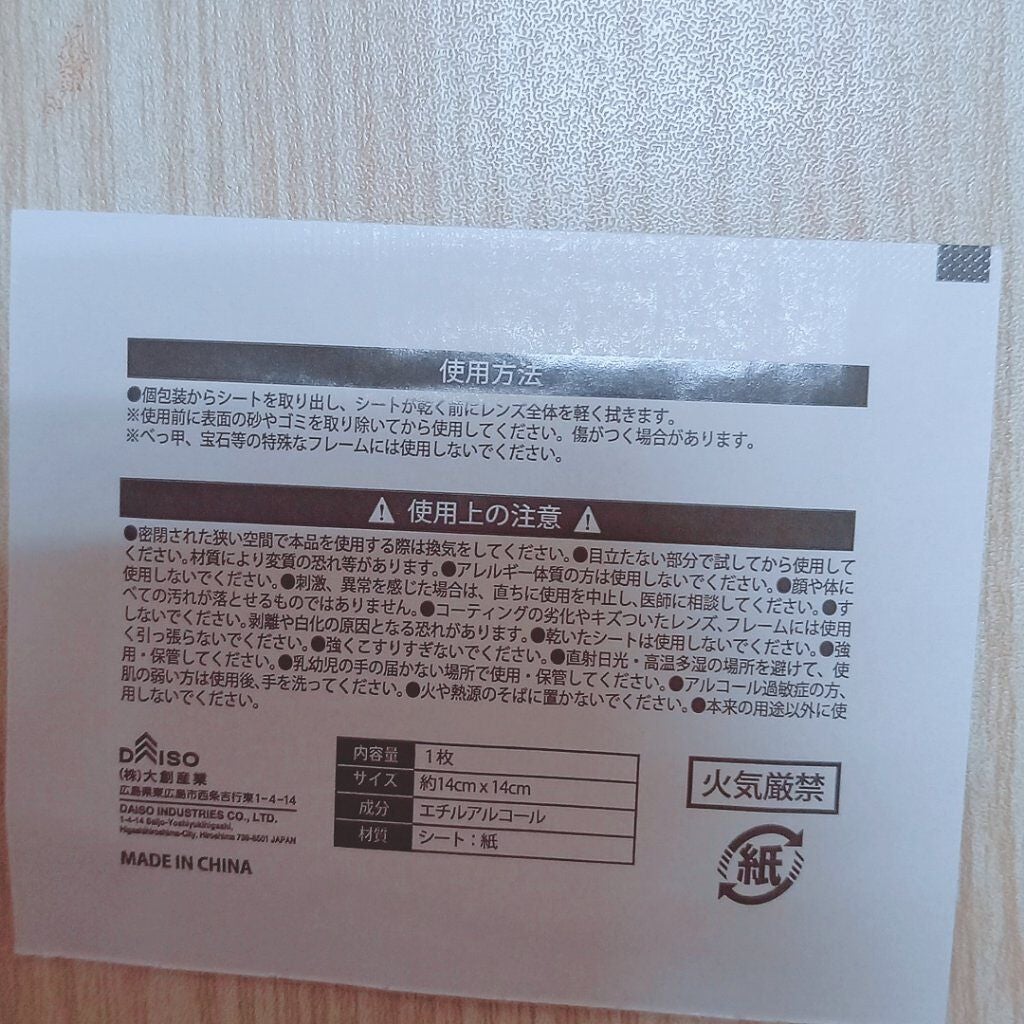 使用方法
●個包装からシートを取り出し、シートが乾く前にレンズ全体を軽く拭きます。
※使用前に表面の砂やゴミを取り除いてから使用してください。傷がつく場合があります。
※べっ甲、宝石等の特殊なフレームには使用しないでください。
使用上の注意
●密閉された狭い空間で本品を使用する際は換気をしてください。●目立たない部分で試してから使用して
ください。材質により変質の恐れ等があります。●アレルギー体質の方は使用しないでください。●顔や体に
使用しないでください。●刺激、異常を感じた場合は、直ちに使用を中止し、医師に相談してください。●す
べての汚れが落とせるものではありません。●コーティングの劣化やキズついたレンズ、フレームには使用
しないでください。剥離や白化の原因となる恐れがあります。●乾いたシートは使用しないでください。●強
く引っ張らないでください。●強くこすりすぎないでください。●直射日光・高温多湿の場所を避けて、使
用・保管してください。●乳幼児の手の届かない場所で使用・保管してください。●アルコール過敏症の方、
肌の弱い方は使用後、手を洗ってください。●火や熱源のそばに置かないでください。●本来の用途以外に使
用しないでください。
DAISO
(株)大創産業
広島県東広島市西条吉行東1-4-14
DAISO INDUSTRIES CO., LTD.
1-4-14 Saijo-Yoshiyukihigashi,
Higashihiroshima-City, Hiroshima 739-8501 JAPAN
MADE IN CHINA
内容量 1枚
サイズ 約14cm x 14cm
成分 エチルアルコール
材質 シート：紙
火気厳禁
紙